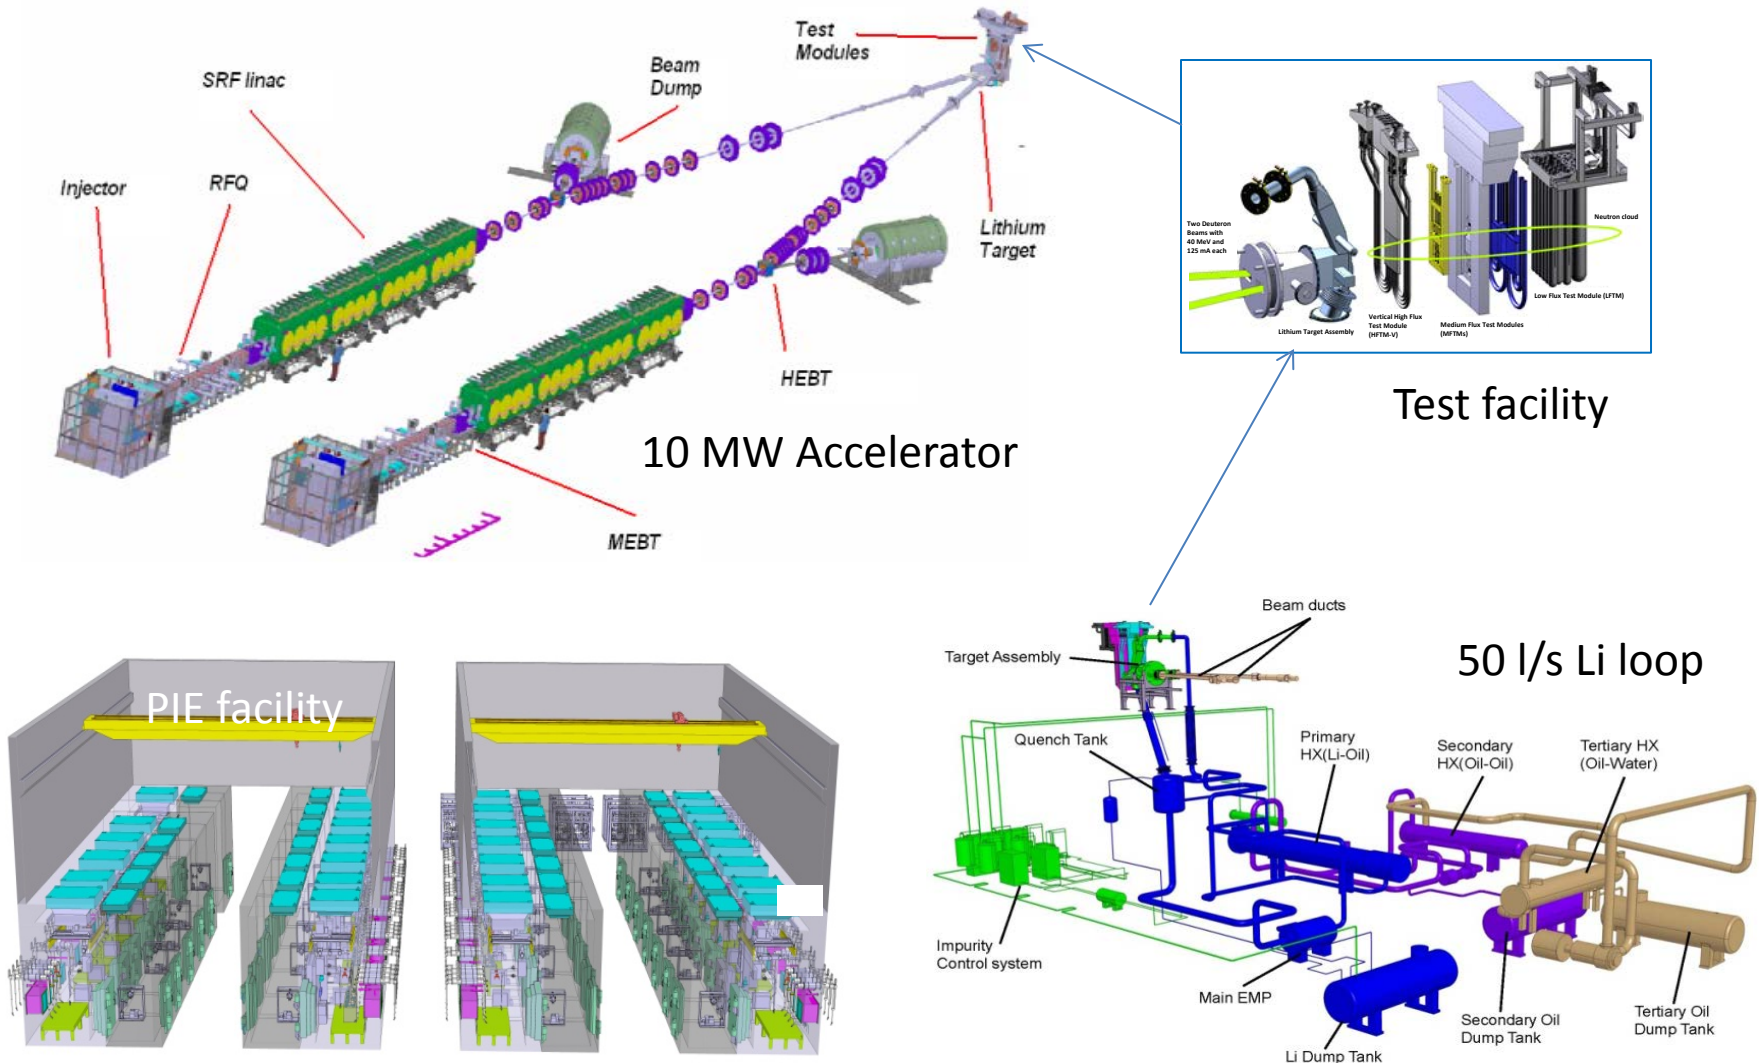 Test
Modules
SRF linac
Beam
Dump
Injector
RFQ
Lithium
Target
HEBT
10 MW Accelerator
MEBT
Two Deuteron
Beams with
40 MeV and
125 mA each
Neutron cloud
Low Flux Test Module (LFTM)
Vertical High Flux
Test Module
(HFTM-V)
Medium Flux Test Modules
(MFTMs)
Lithium Target Assembly
Test facility
PIE facility
Beam ducts
Target Assembly
50 l/s Li loop
Quench Tank
Primary
HX(Li-Oil)
Secondary
HX(Oil-Oil)
Tertiary HX
(Oil-Water)
Impurity
Control system
Main EMP
Li Dump Tank
Secondary Oil
Dump Tank
Tertiary Oil
Dump Tank